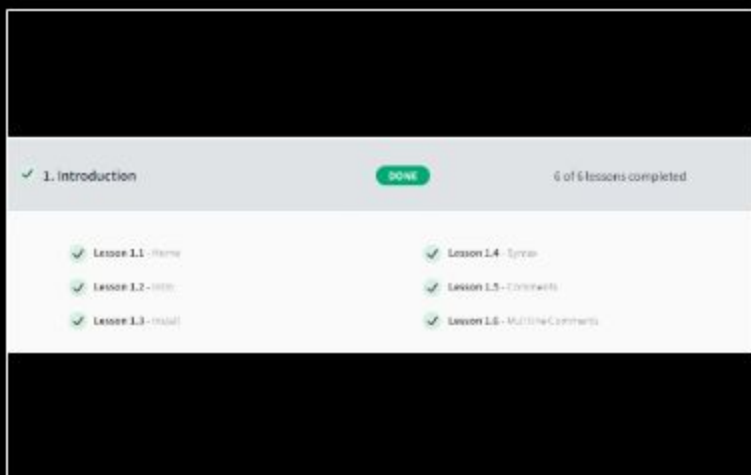 1. Introduction DONE 6 of 6 lessons completed
Lesson 1.1 - Home
Lesson 1.2 - Intro
Lesson 1.3 - Install
Lesson 1.4 - Syntax
Lesson 1.5 - Comments
Lesson 1.6 - Multiline Comments